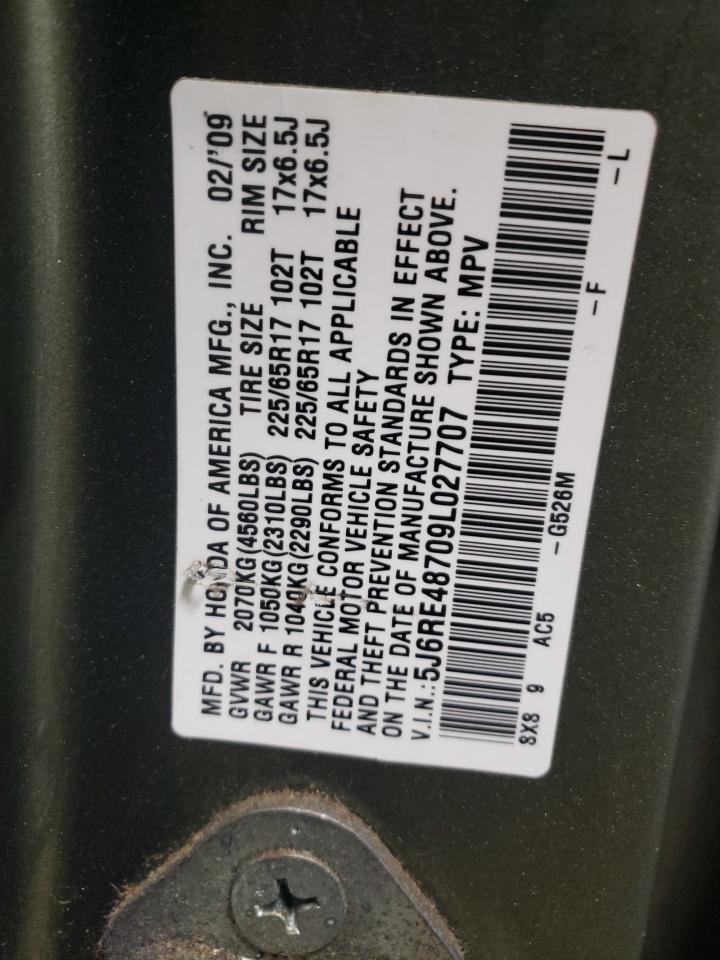 MFD. BY HONDA OF AMERICA MFG., INC. 02/'09
GVWR 2070KG(4560LBS) TIRE SIZE RIM SIZE
GAWR F 1050KG(2310LBS) 225/65R17 102T 17x6.5J
GAWR R 1040KG(2290LBS) 225/65R17 102T 17x6.5J
THIS VEHICLE CONFORMS TO ALL APPLICABLE
FEDERAL MOTOR VEHICLE SAFETY
AND THEFT PREVENTION STANDARDS IN EFFECT
ON THE DATE OF MANUFACTURE SHOWN ABOVE.
V.I.N.:5J6RE48709L027707 TYPE: MPV
8X8 9 AC5 -G526M -F -L